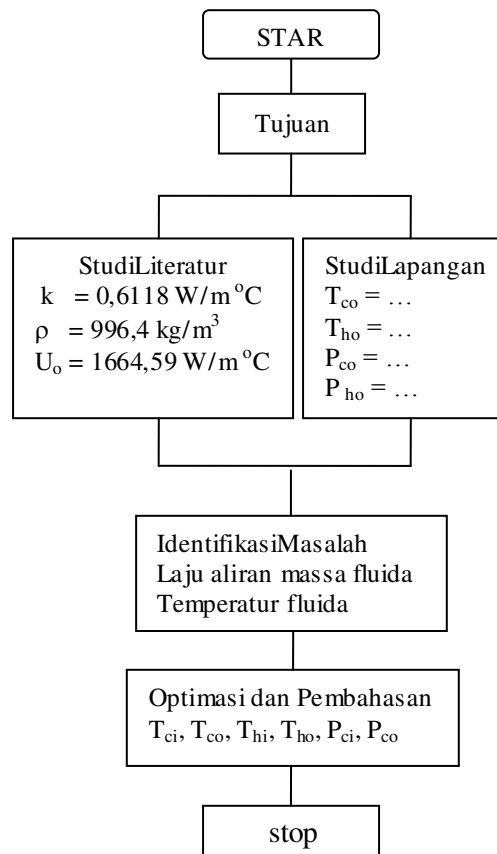 STAR
Tujuan
StudiLiteratur
k = 0,6118 W/m °C
ρ = 996,4 kg/m³
Uₒ = 1664,59 W/m °C
StudiLapangan
T_co = …
T_ho = …
P_co = …
P_ho = …
IdentifikasiMasalah
Laju aliran massa fluida
Temperatur fluida
Optimasi dan Pembahasan
T_ci, T_co, T_hi, T_ho, P_ci, P_co
stop